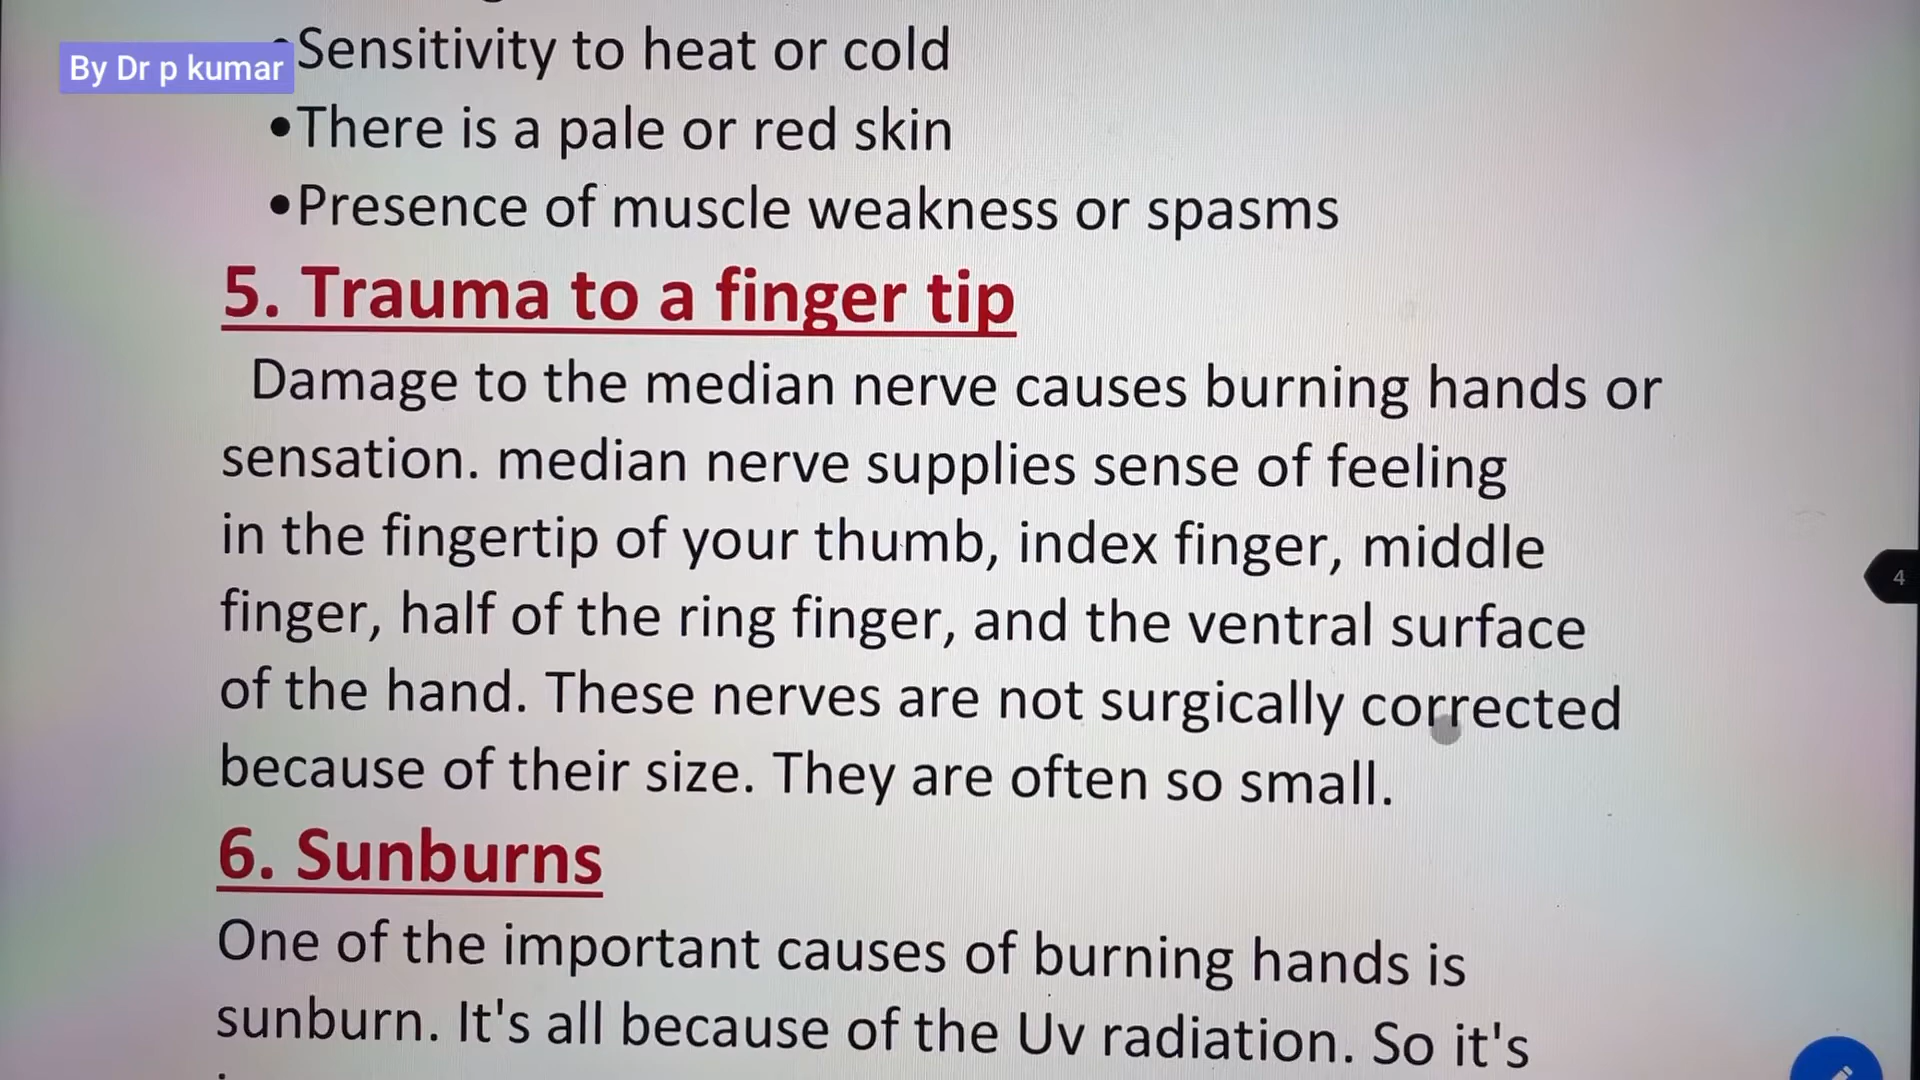 By Dr p kumar
•Sensitivity to heat or cold
•There is a pale or red skin
•Presence of muscle weakness or spasms
5. Trauma to a finger tip
Damage to the median nerve causes burning hands or
sensation. median nerve supplies sense of feeling
in the fingertip of your thumb, index finger, middle
finger, half of the ring finger, and the ventral surface
of the hand. These nerves are not surgically corrected
because of their size. They are often so small.
6. Sunburns
One of the important causes of burning hands is
sunburn. It's all because of the Uv radiation. So it's
4